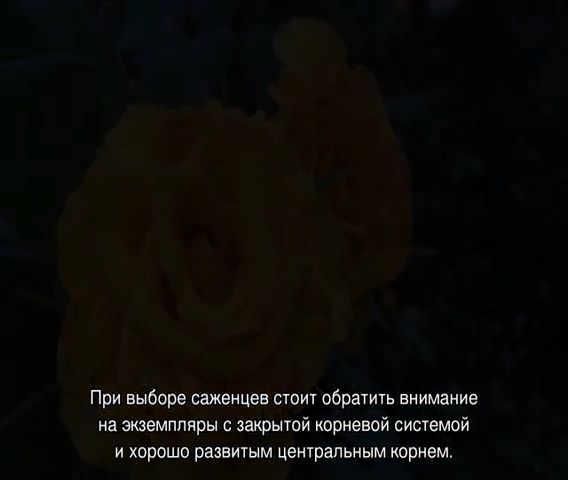 При выборе саженцев стоит обратить внимание
на экземпляры с закрытой корневой системой
и хорошо развитым центральным корнем.